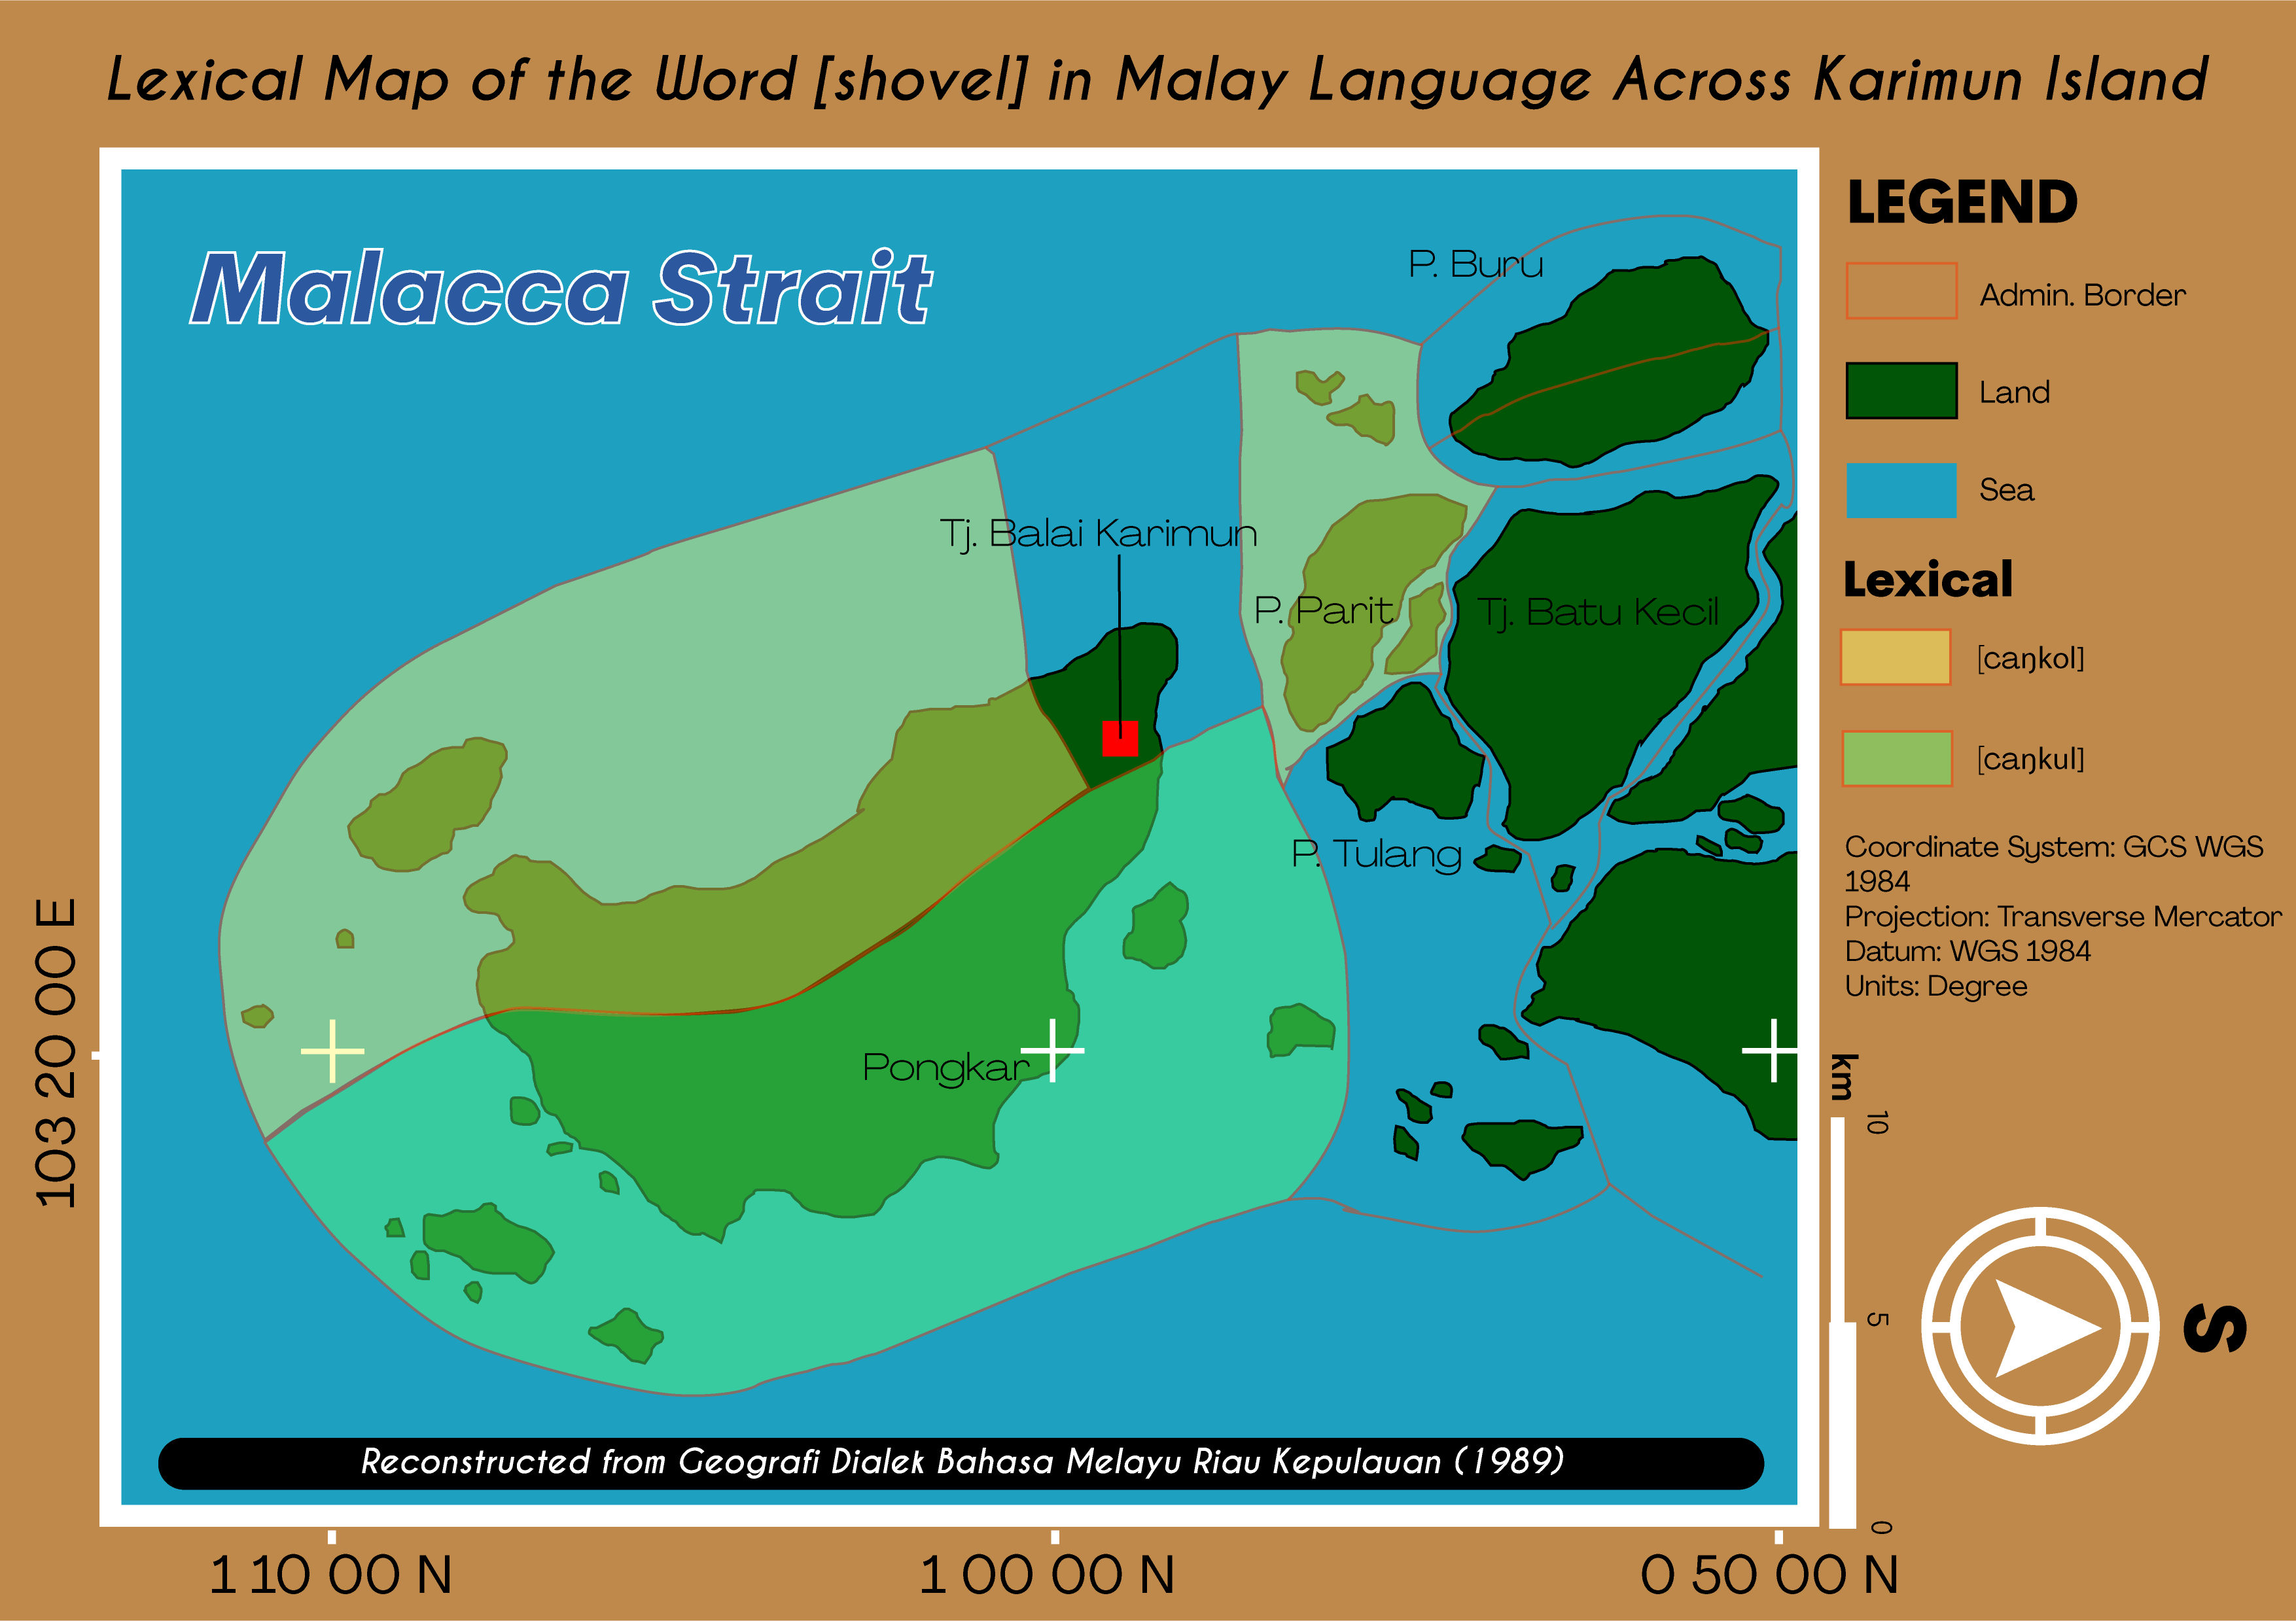 Lexical Map of the Word [shovel] in Malay Language Across Karimun Island
Malacca Strait
P. Buru
Tj. Balai Karimun
P. Parit
Tj. Batu Kecil
P. Tulang
Pongkar
Reconstructed from Geografi Dialek Bahasa Melayu Riau Kepulauan (1989)
103 20 00 E
1 10 00 N
1 00 00 N
0 50 00 N
LEGEND
Admin. Border
Land
Sea
Lexical
[caŋkol]
[caŋkul]
Coordinate System: GCS WGS
1984
Projection: Transverse Mercator
Datum: WGS 1984
Units: Degree
km
10
5
0
S